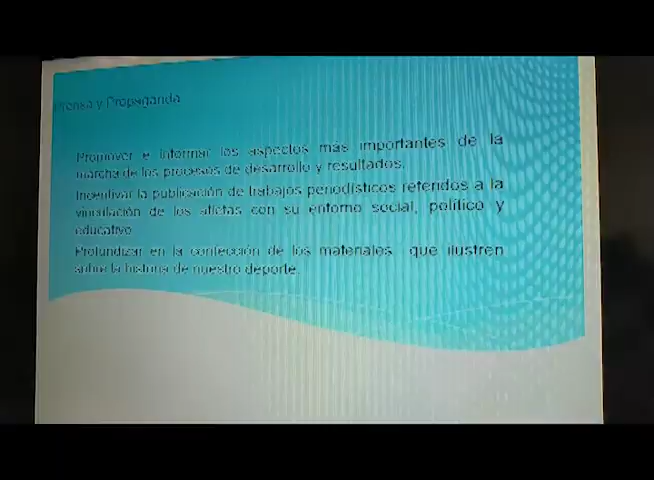 Prensa y Propaganda
Promover e informar los aspectos más importantes de la
marcha de los procesos de desarrollo y resultados.
Incentivar la publicación de trabajos periodísticos referidos a la
vinculación de los atletas con su entorno social, político y
educativo
Profundizar en la confección de los materiales que ilustren
sobre la historia de nuestro deporte.